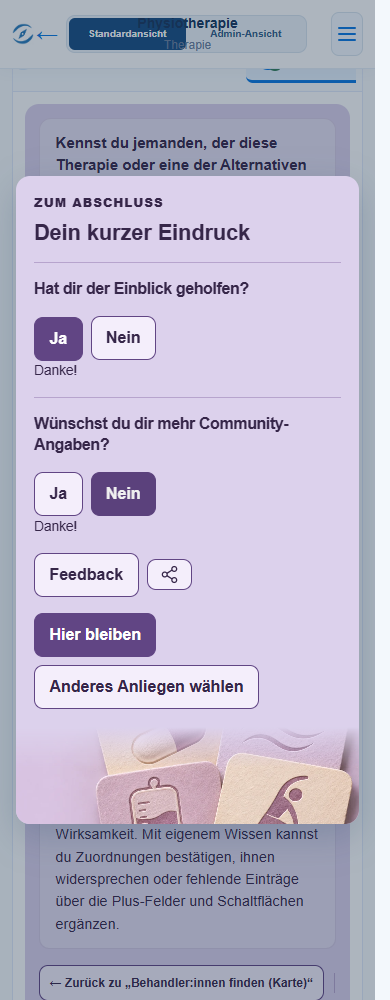 Physiotherapie
Standardansicht
Admin-Ansicht
Therapie
Kennst du jemanden, der diese
Therapie oder eine der Alternativen
ZUM ABSCHLUSS
Dein kurzer Eindruck
Hat dir der Einblick geholfen?
Ja
Nein
Danke!
Wünschst du dir mehr Community-
Angaben?
Ja
Nein
Danke!
Feedback
Hier bleiben
Anderes Anliegen wählen
Wirksamkeit. Mit eigenem Wissen kannst
du Zuordnungen bestätigen, ihnen
widersprechen oder fehlende Einträge
über die Plus-Felder und Schaltflächen
ergänzen.
← Zurück zu „Behandler:innen finden (Karte)“